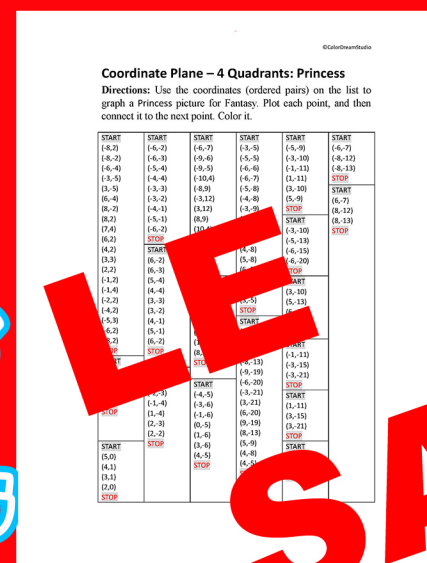 ©ColorDreamStudio
Coordinate Plane – 4 Quadrants: Princess
Directions: Use the coordinates (ordered pairs) on the list to
graph a Princess picture for Fantasy. Plot each point, and then
connect it to the next point. Color it.
START
(-8,2)
(-8,-2)
(-6,-4)
(-3,-5)
(3,-5)
(6,-4)
(8,-2)
(8,2)
(7,4)
(6,2)
(4,2)
(3,3)
(2,2)
(-1,2)
(-1,4)
(-2,2)
(-4,2)
(-5,3)
STOP
START
(5,0)
(4,1)
(3,1)
(2,0)
STOP
START
(-6,-2)
(-6,-3)
(-5,-4)
(-4,-4)
(-3,-3)
(-3,-2)
(-4,-1)
(-5,-1)
(-6,-2)
STOP
START
(6,-2)
(6,-3)
(5,-4)
(4,-4)
(3,-3)
(3,-2)
(4,-1)
(5,-1)
(6,-2)
STOP
(-1,-4)
(1,-4)
(2,-3)
(2,-2)
STOP
START
(-6,-7)
(-9,-6)
(-9,-5)
(-10,4)
(-8,9)
(-3,12)
(3,12)
(8,9)
START
(-4,-5)
(-3,-6)
(-1,-6)
(0,-5)
(1,-6)
(3,-6)
(4,-5)
STOP
START
(-3,-5)
(-5,-5)
(-6,-6)
(-6,-7)
(-5,-8)
(-4,-8)
(-3,-9)
(4,-8)
(5,-8)
STOP
START
(-9,-19)
(-6,-20)
(-3,-21)
(3,-21)
(6,-20)
(9,-19)
(8,-13)
(5,-9)
(4,-8)
START
(-5,-9)
(-3,-10)
(-1,-11)
(1,-11)
(3,-10)
(5,-9)
STOP
START
(-3,-10)
(-5,-13)
(-6,-15)
(-6,-20)
STOP
START
(3,-10)
(5,-13)
START
(-1,-11)
(-3,-15)
(-3,-21)
STOP
START
(1,-11)
(3,-15)
(3,-21)
STOP
START
START
(-6,-7)
(-8,-12)
(-8,-13)
STOP
START
(6,-7)
(8,-12)
(8,-13)
STOP